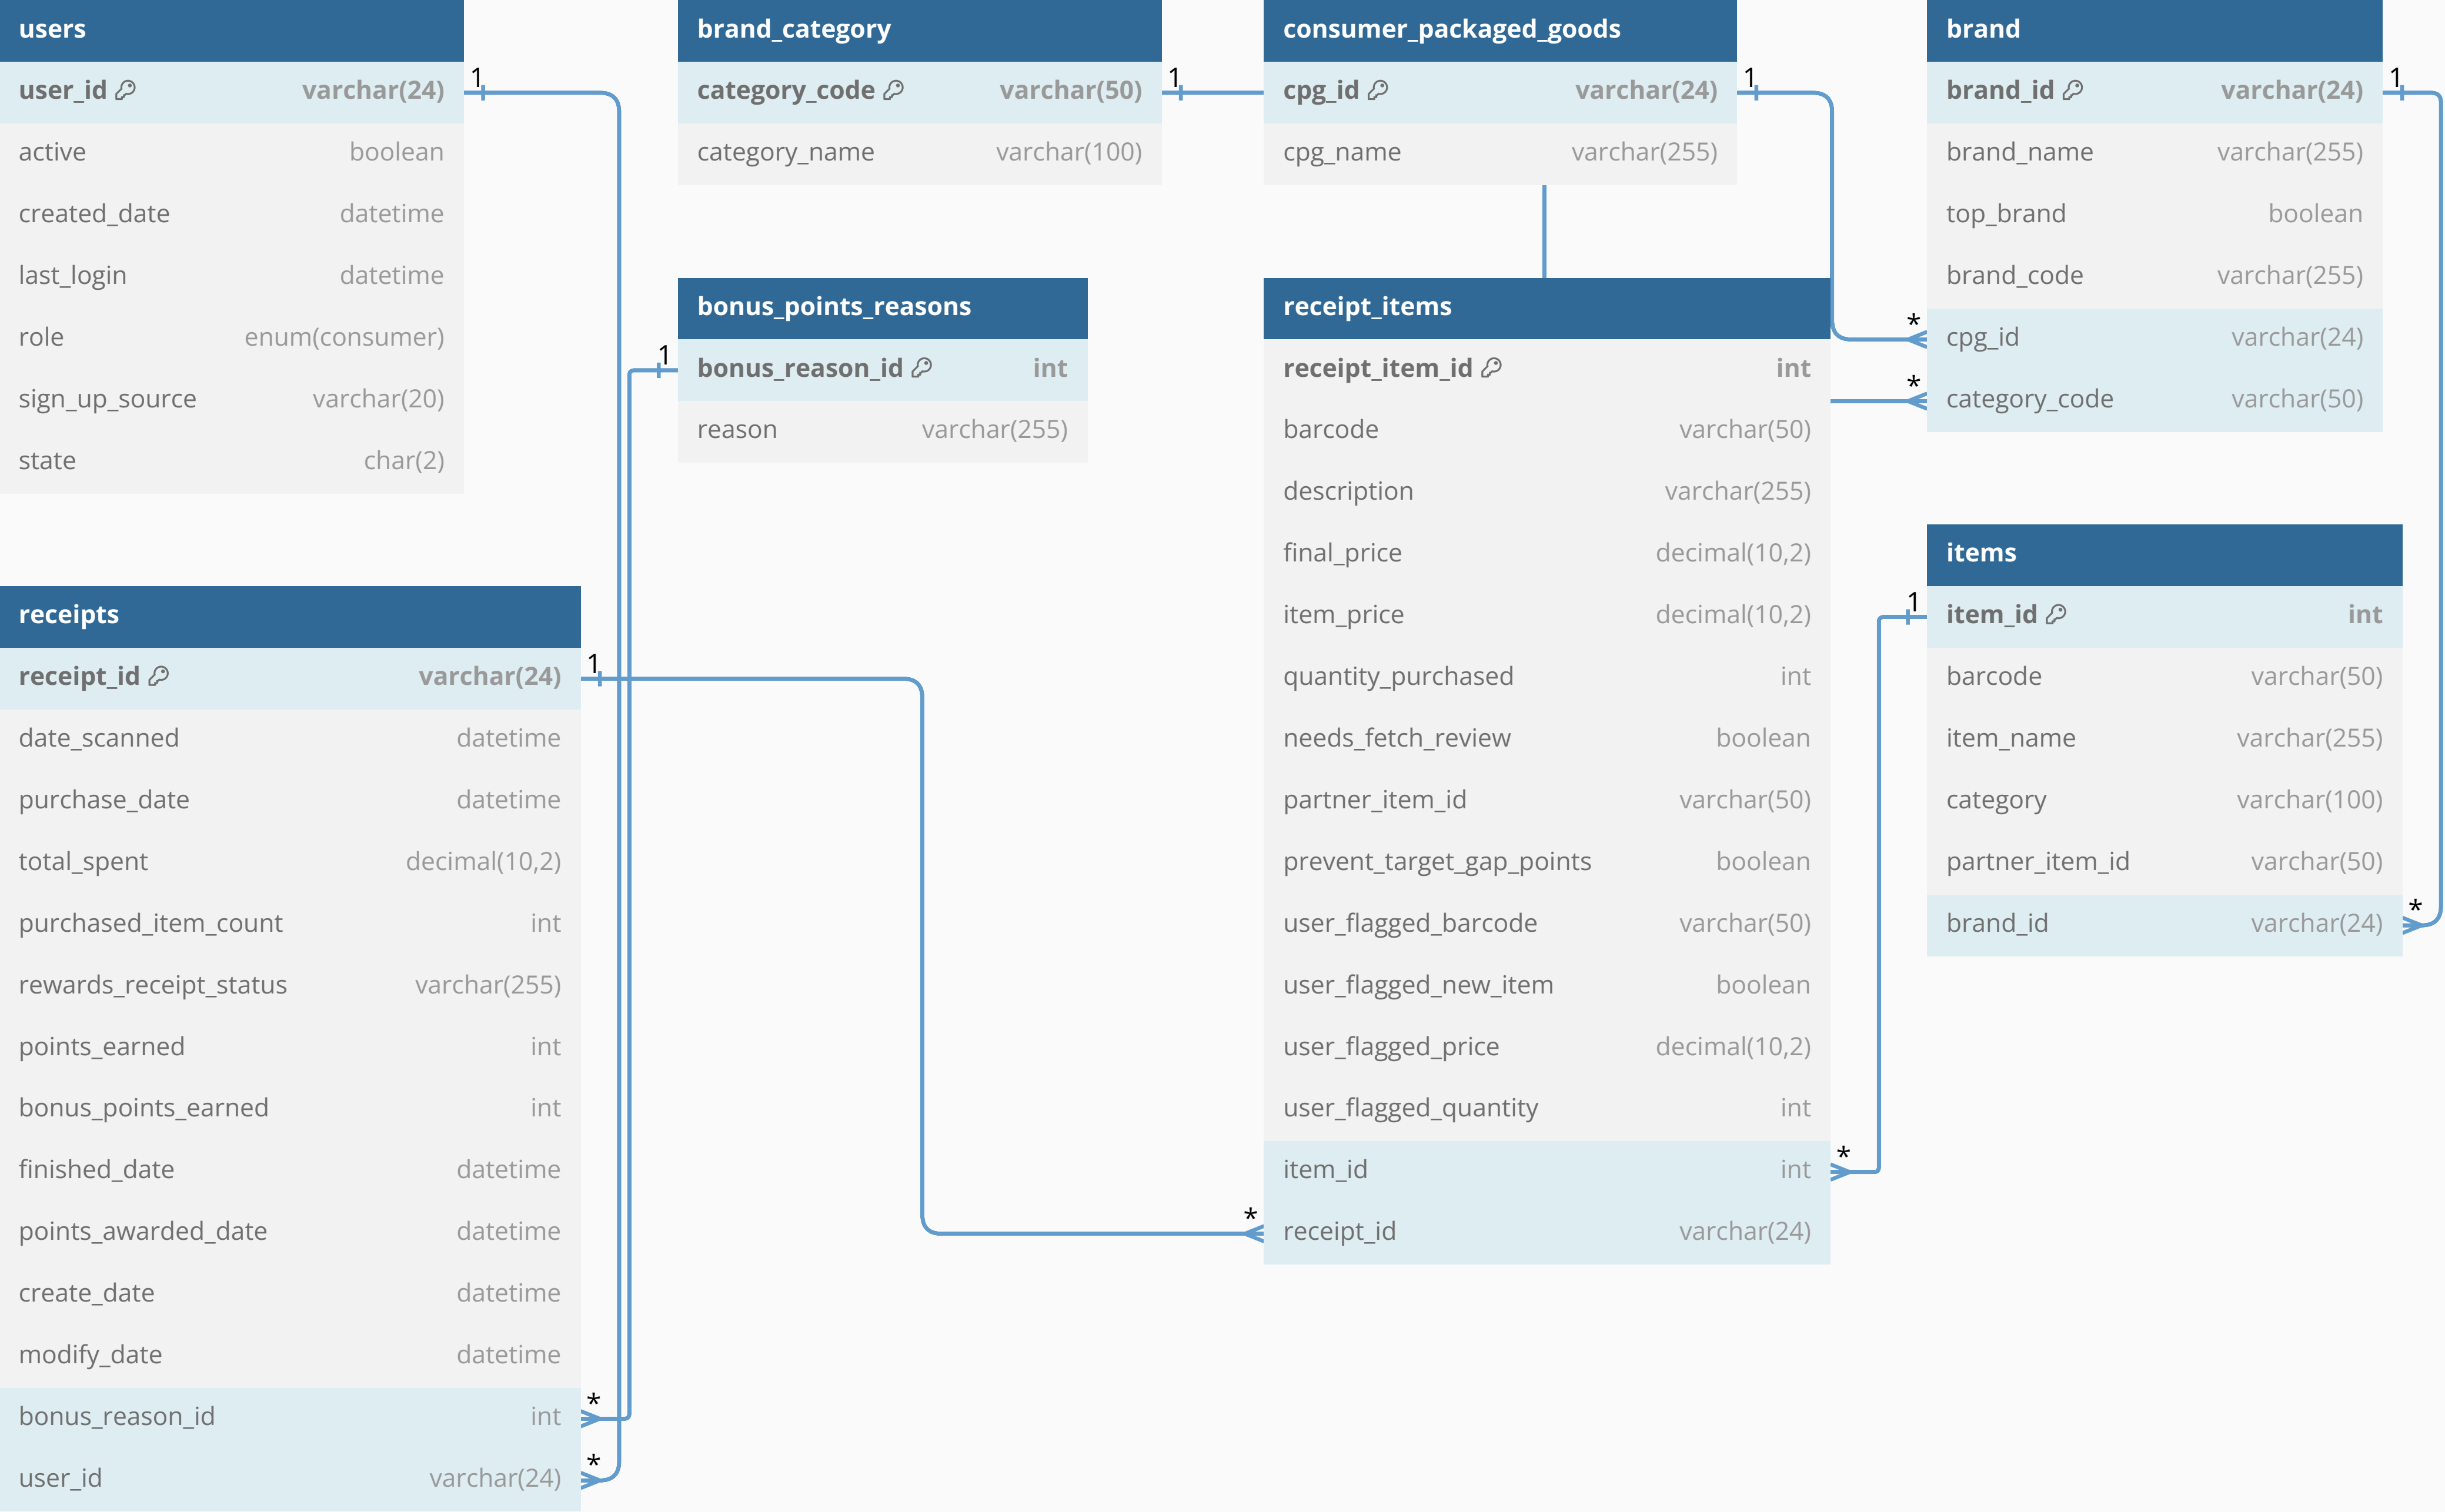 users
user_id varchar(24)
active boolean
created_date datetime
last_login datetime
role enum(consumer)
sign_up_source varchar(20)
state char(2)
1
brand_category
category_code varchar(50)
category_name varchar(100)
1
consumer_packaged_goods
cpg_id varchar(24)
cpg_name varchar(255)
1
brand
brand_id varchar(24)
brand_name varchar(255)
top_brand boolean
brand_code varchar(255)
* cpg_id varchar(24)
* category_code varchar(50)
1
bonus_points_reasons
1 bonus_reason_id int
reason varchar(255)
receipt_items
receipt_item_id int
barcode varchar(50)
description varchar(255)
final_price decimal(10,2)
item_price decimal(10,2)
quantity_purchased int
needs_fetch_review boolean
partner_item_id varchar(50)
prevent_target_gap_points boolean
user_flagged_barcode varchar(50)
user_flagged_new_item boolean
user_flagged_price decimal(10,2)
user_flagged_quantity int
item_id int *
* receipt_id varchar(24)
items
1 item_id int
barcode varchar(50)
item_name varchar(255)
category varchar(100)
partner_item_id varchar(50)
brand_id varchar(24) *
receipts
receipt_id varchar(24) 1
date_scanned datetime
purchase_date datetime
total_spent decimal(10,2)
purchased_item_count int
rewards_receipt_status varchar(255)
points_earned int
bonus_points_earned int
finished_date datetime
points_awarded_date datetime
create_date datetime
modify_date datetime
bonus_reason_id int *
user_id varchar(24) *